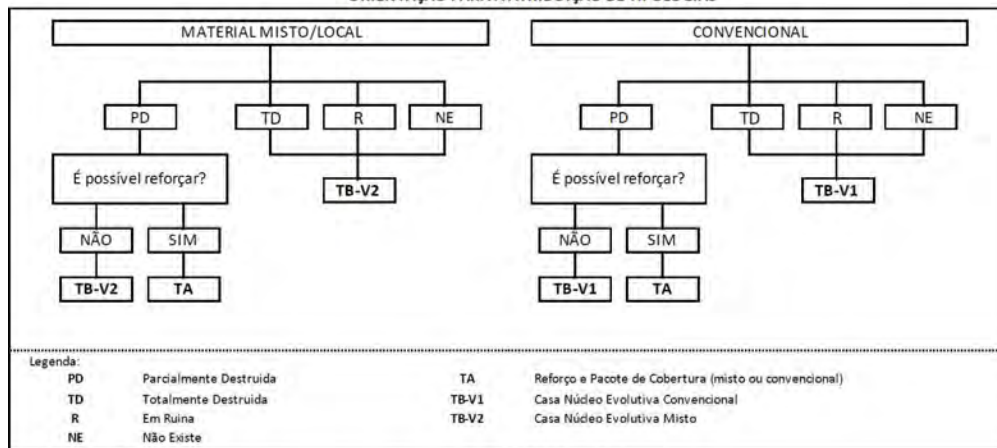 MATERIAL MISTO/LOCAL
PD TD R NE
É possível reforçar?
TB-V2
NÃO SIM
TB-V2 TA
CONVENCIONAL
PD TD R NE
É possível reforçar?
TB-V1
NÃO SIM
TB-V1 TA
Legenda:
PD Parcialmente Destruida TA Reforço e Pacote de Cobertura (misto ou convencional)
TD Totalmente Destruida TB-V1 Casa Núcleo Evolutiva Convencional
R Em Ruina TB-V2 Casa Núcleo Evolutiva Misto
NE Não Existe